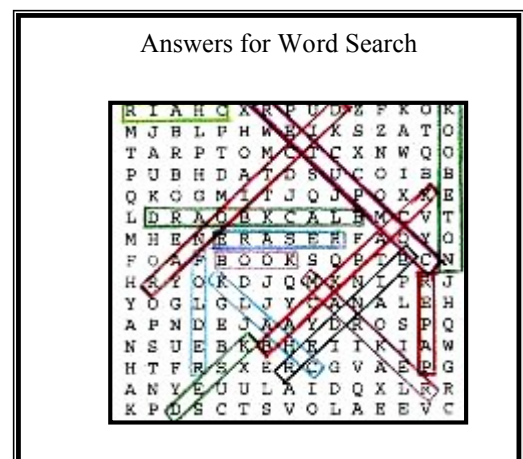 Answers for Word Search
R I A H C X R P U D Z F K O K
M J B L P H W E I K S Z A T O
T A R P T O M C T C X N W Q O
P U B H D A T D S U C O I B B
Q K O G M I T J Q J P O X K E
L D R A O B K C A L B M C V T
M H E N E R A S E R F A O Y O
F O A F H O O K S Q P I E C N
H R Y O K D J Q M Y N I P R J
Y O G L G L J Y C A N A L E H
A P N D E J A A Y D R O S P Q
N S U E B K B H R I I K I A W
H T F R S X E R C G V A E P G
A N Y E U U L A I D Q X L R R
K P D S C T S V O L A E E V C